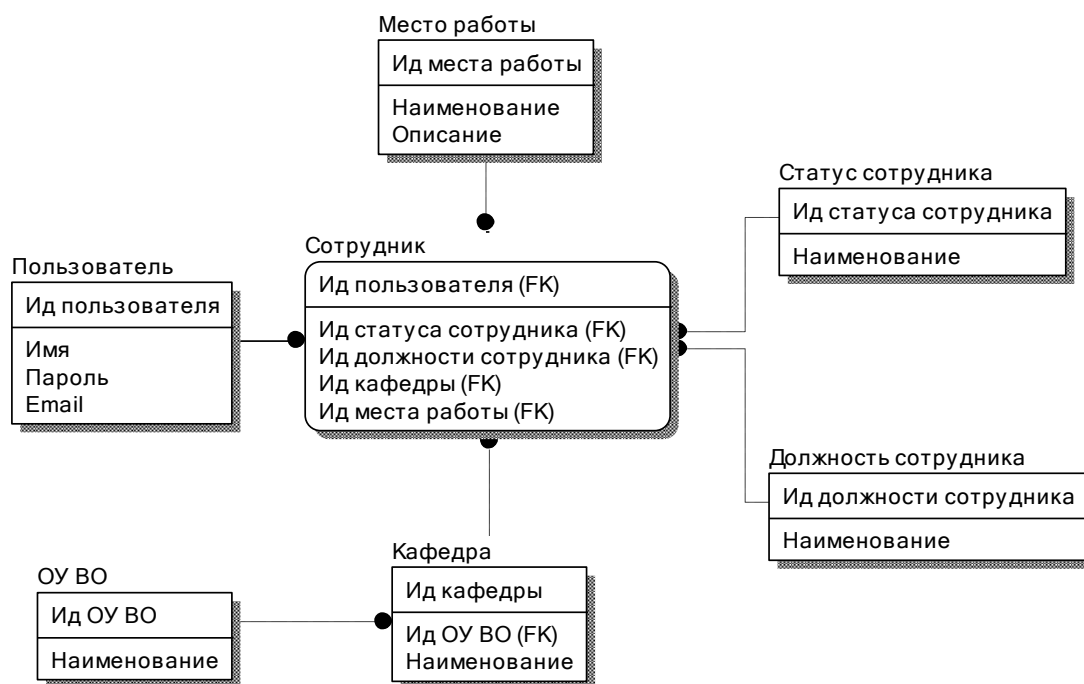 Место работы
Ид места работы
Наименование
Описание
Статус сотрудника
Ид статуса сотрудника
Наименование
Сотрудник
Ид пользователя (FK)
Ид статуса сотрудника (FK)
Ид должности сотрудника (FK)
Ид кафедры (FK)
Ид места работы (FK)
Пользователь
Ид пользователя
Имя
Пароль
Email
Должность сотрудника
Ид должности сотрудника
Наименование
Кафедра
Ид кафедры
Ид ОУ ВО (FK)
Наименование
ОУ ВО
Ид ОУ ВО
Наименование